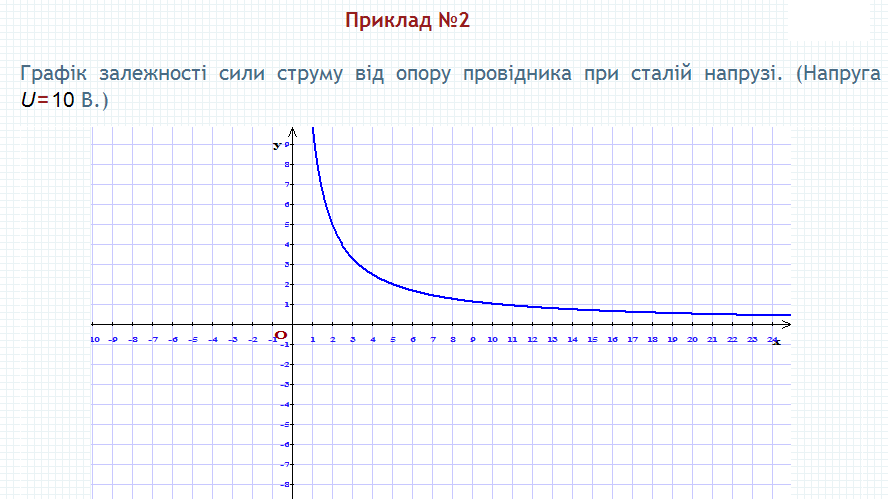 Приклад №2
Графік залежності сили струму від опору провідника при сталій напрузі. (Напруга
U=10 В.)
y
9
8
7
6
5
4
3
2
1
O
10 -9 -8 -7 -6 -5 -4 -3 -2 -1 1 2 3 4 5 6 7 8 9 10 11 12 13 14 15 16 17 18 19 20 21 22 23 24 x
-1
-2
-3
-4
-5
-6
-7
-8